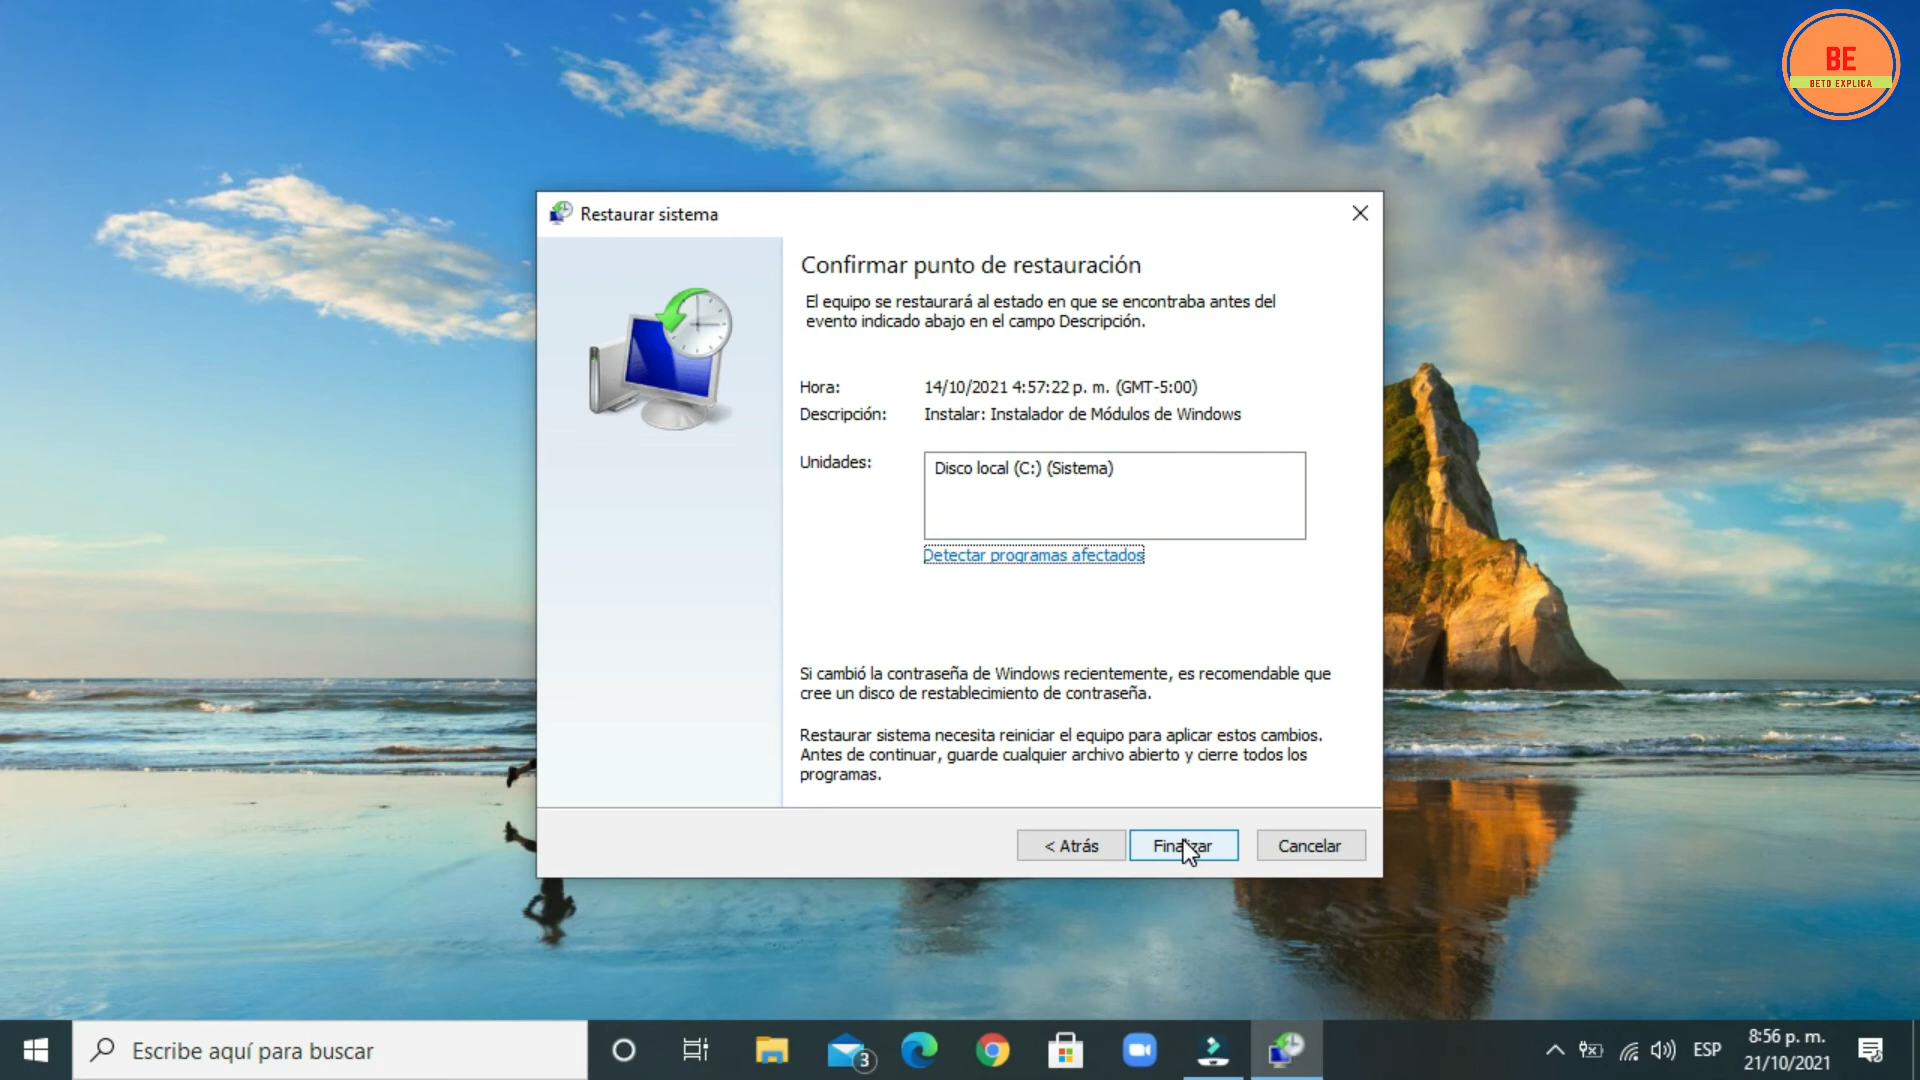 BE
BETO EXPLICA
Restaurar sistema
Confirmar punto de restauración
El equipo se restaurará al estado en que se encontraba antes del
evento indicado abajo en el campo Descripción.
Hora: 14/10/2021 4:57:22 p. m. (GMT-5:00)
Descripción: Instalar: Instalador de Módulos de Windows
Unidades: Disco local (C:) (Sistema)
Detectar programas afectados
Si cambió la contraseña de Windows recientemente, es recomendable que
cree un disco de restablecimiento de contraseña.
Restaurar sistema necesita reiniciar el equipo para aplicar estos cambios.
Antes de continuar, guarde cualquier archivo abierto y cierre todos los
programas.
< Atrás Finalizar Cancelar
Escribe aquí para buscar 3 ESP 8:56 p. m.
21/10/2021